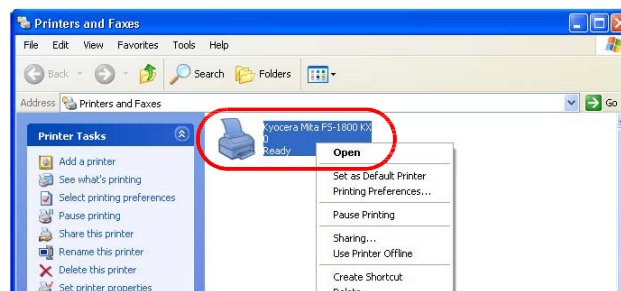 Printers and Faxes
File Edit View Favorites Tools Help
Back Search Folders
Address Printers and Faxes Go
Printer Tasks
Add a printer
See what's printing
Select printing preferences
Pause printing
Share this printer
Rename this printer
Delete this printer
Set printer properties
Kyocera Mita FS-1800 KX
0
Ready
Open
Set as Default Printer
Printing Preferences...
Pause Printing
Sharing...
Use Printer Offline
Create Shortcut
Delete